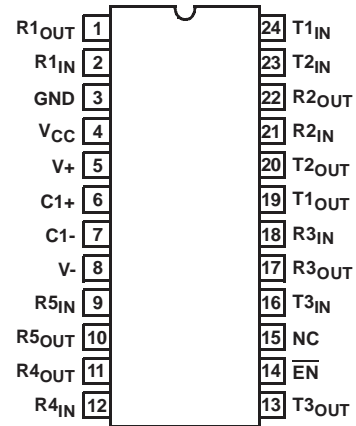 R1OUT 1 24 T1IN
R1IN 2 23 T2IN
GND 3 22 R2OUT
VCC 4 21 R2IN
V+ 5 20 T2OUT
C1+ 6 19 T1OUT
C1- 7 18 R3IN
V- 8 17 R3OUT
R5IN 9 16 T3IN
R5OUT 10 15 NC
R4OUT 11 14 E̅N̅
R4IN 12 13 T3OUT